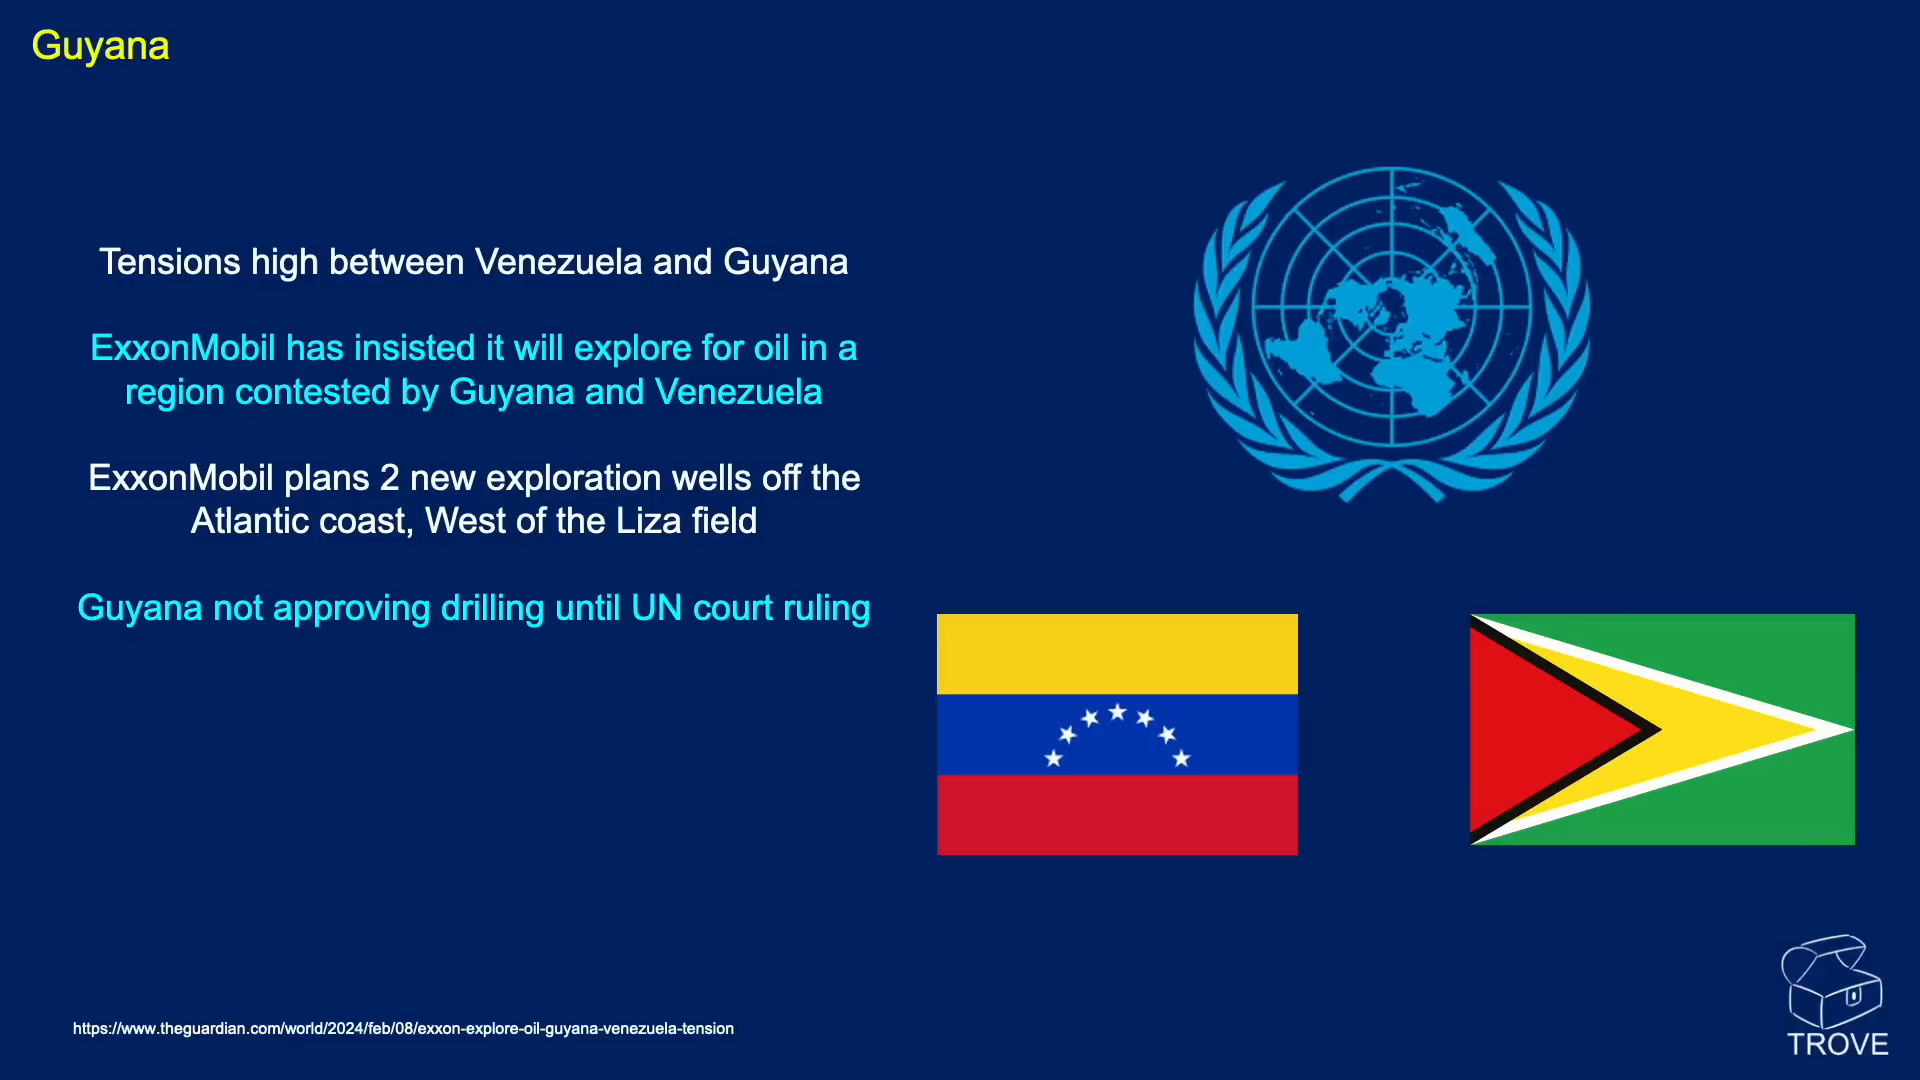 Guyana
Tensions high between Venezuela and Guyana
ExxonMobil has insisted it will explore for oil in a
region contested by Guyana and Venezuela
ExxonMobil plans 2 new exploration wells off the
Atlantic coast, West of the Liza field
Guyana not approving drilling until UN court ruling
https://www.theguardian.com/world/2024/feb/08/exxon-explore-oil-guyana-venezuela-tension
TROVE